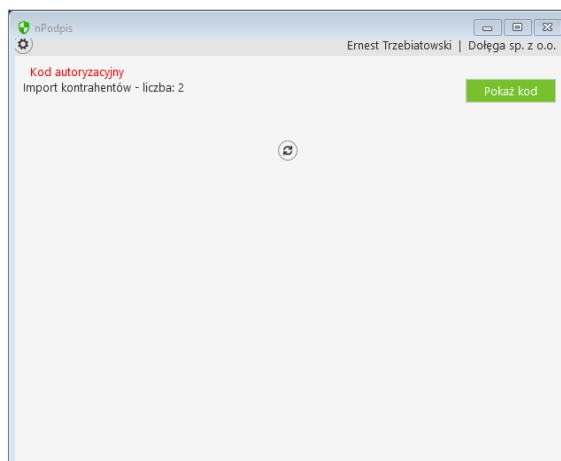 nPodpis
Ernest Trzebiatowski | Dołęga sp. z o.o.
Kod autoryzacyjny
Import kontrahentów - liczba: 2
Pokaż kod